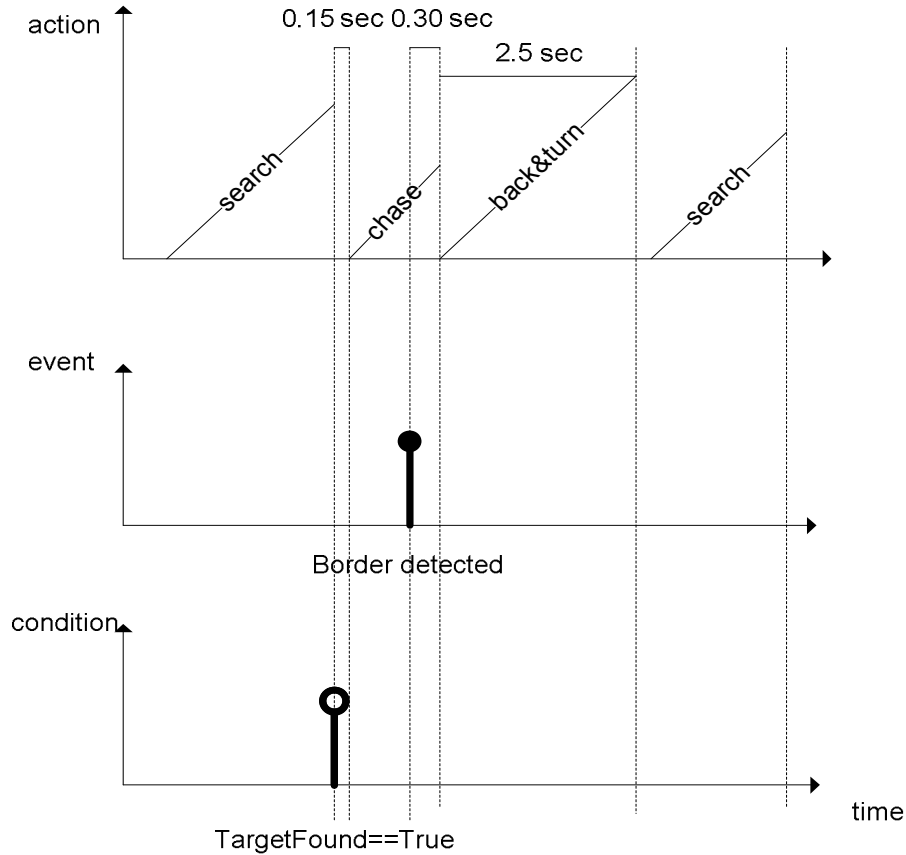 action
0.15 sec 0.30 sec
2.5 sec
search
chase
back&turn
search
event
Border detected
condition
time
TargetFound==True